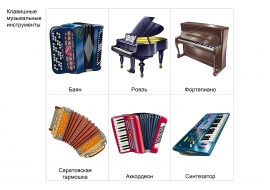 Клавишные
музыкальные
инструменты
Баян
Рояль
Фортепиано
Саратовская
гармошка
Аккордеон
Синтезатор